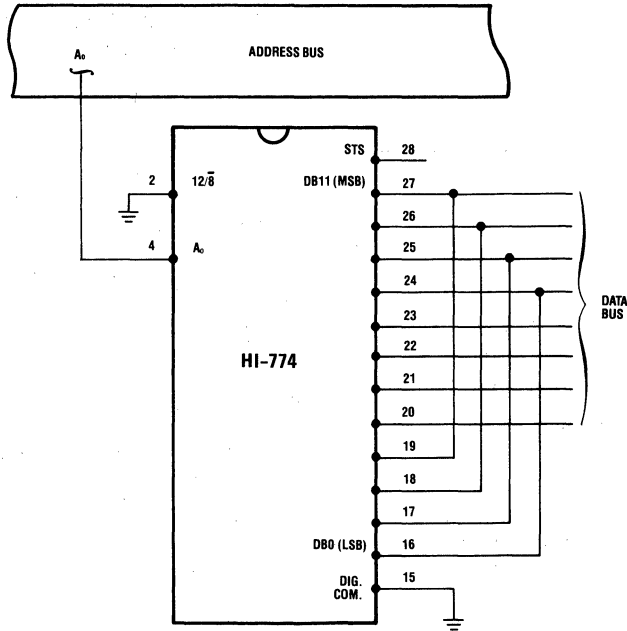 A₀
ADDRESS BUS
STS 28
2 12/8̅ DB11 (MSB) 27
26
4 A₀ 25
24
DATA
BUS
23
HI-774 22
21
20
19
18
17
DB0 (LSB) 16
DIG.
COM. 15